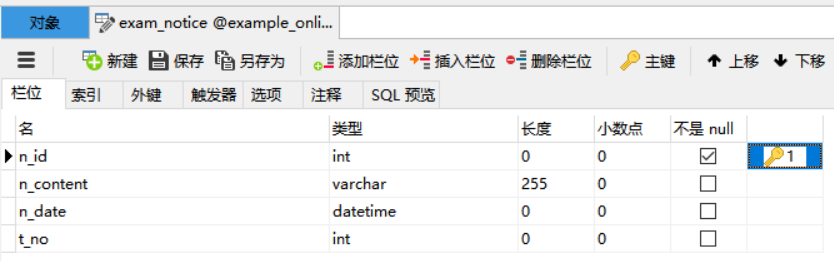 对象 exam_notice @example_onli...
新建 保存 另存为 添加栏位 插入栏位 删除栏位 主键 上移 下移
栏位 索引 外键 触发器 选项 注释 SQL 预览
名 类型 长度 小数点 不是 null
n_id int 0 0 1
n_content varchar 255 0
n_date datetime 0 0
t_no int 0 0